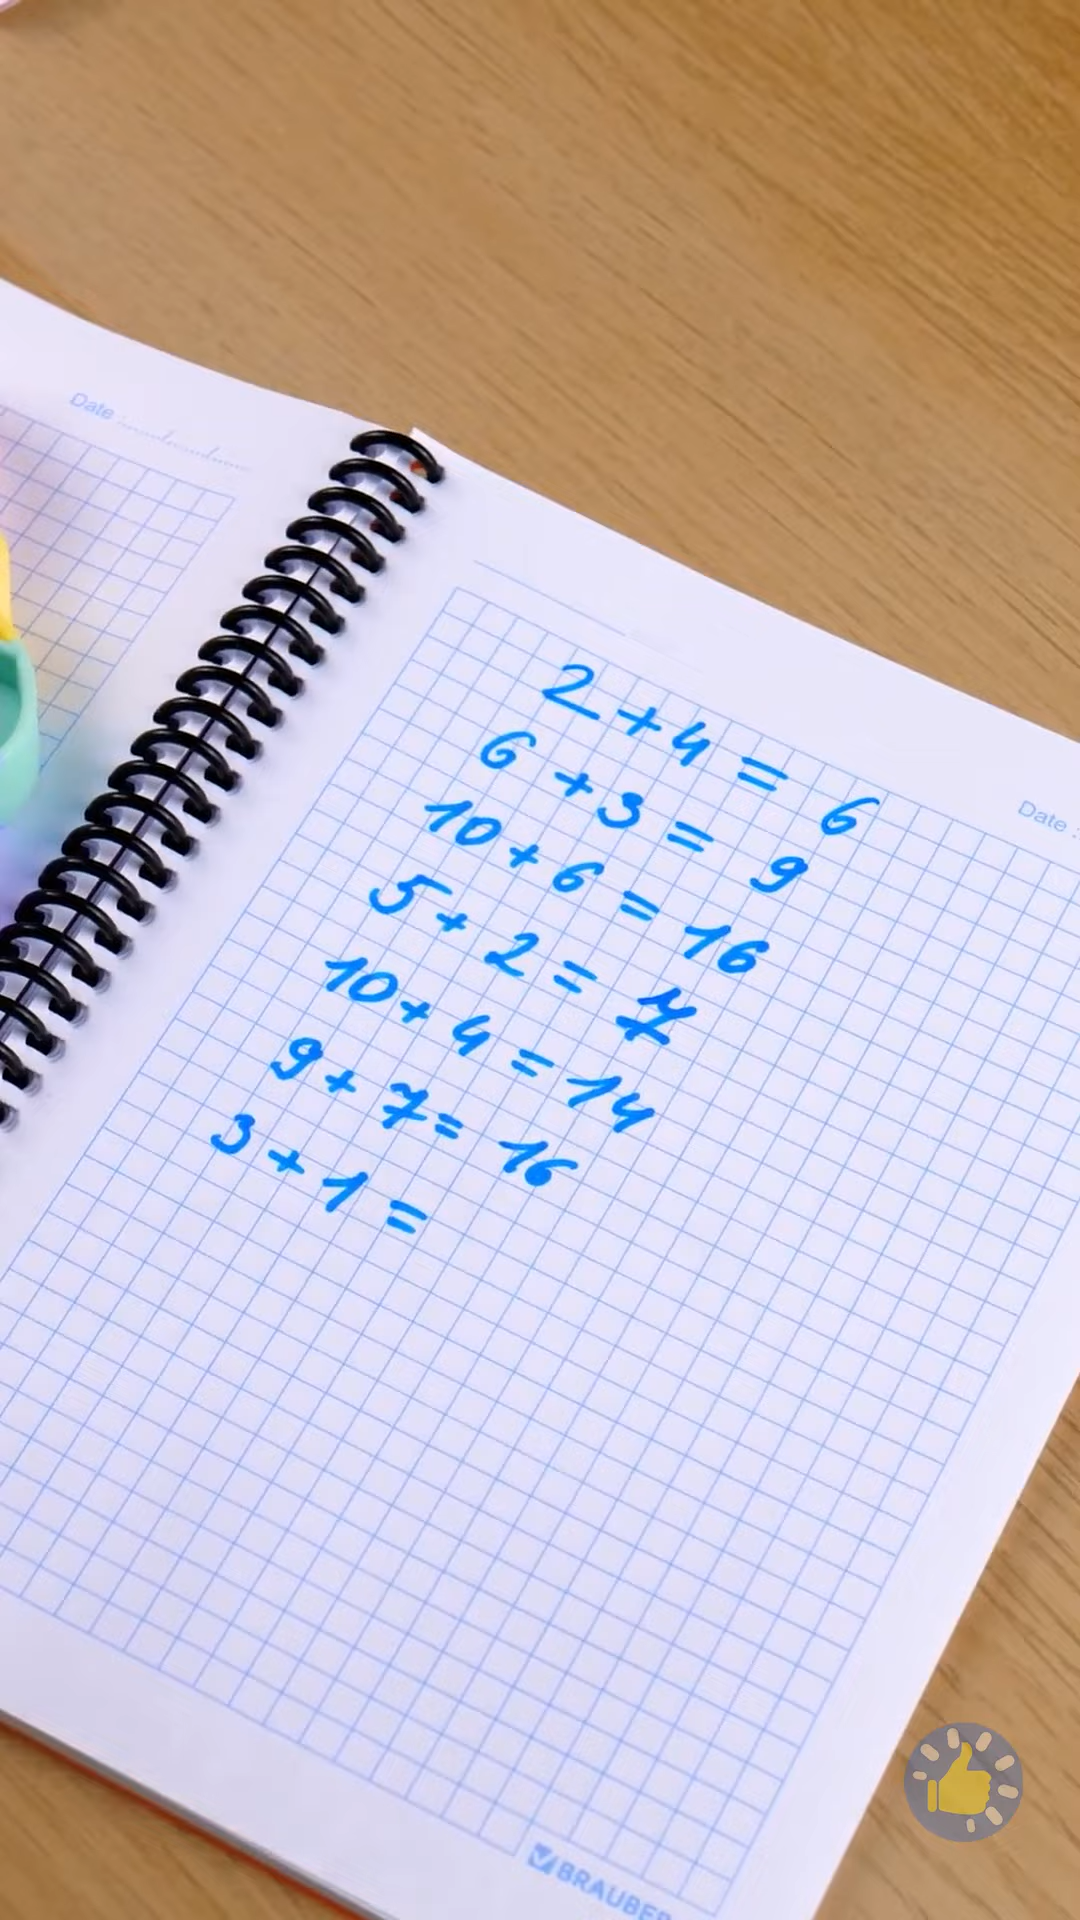 Date
2+4=6
6+3=9
10+6=16
5+2=7
10+4=14
9+7=16
3+1=
Date:
BRAUBER